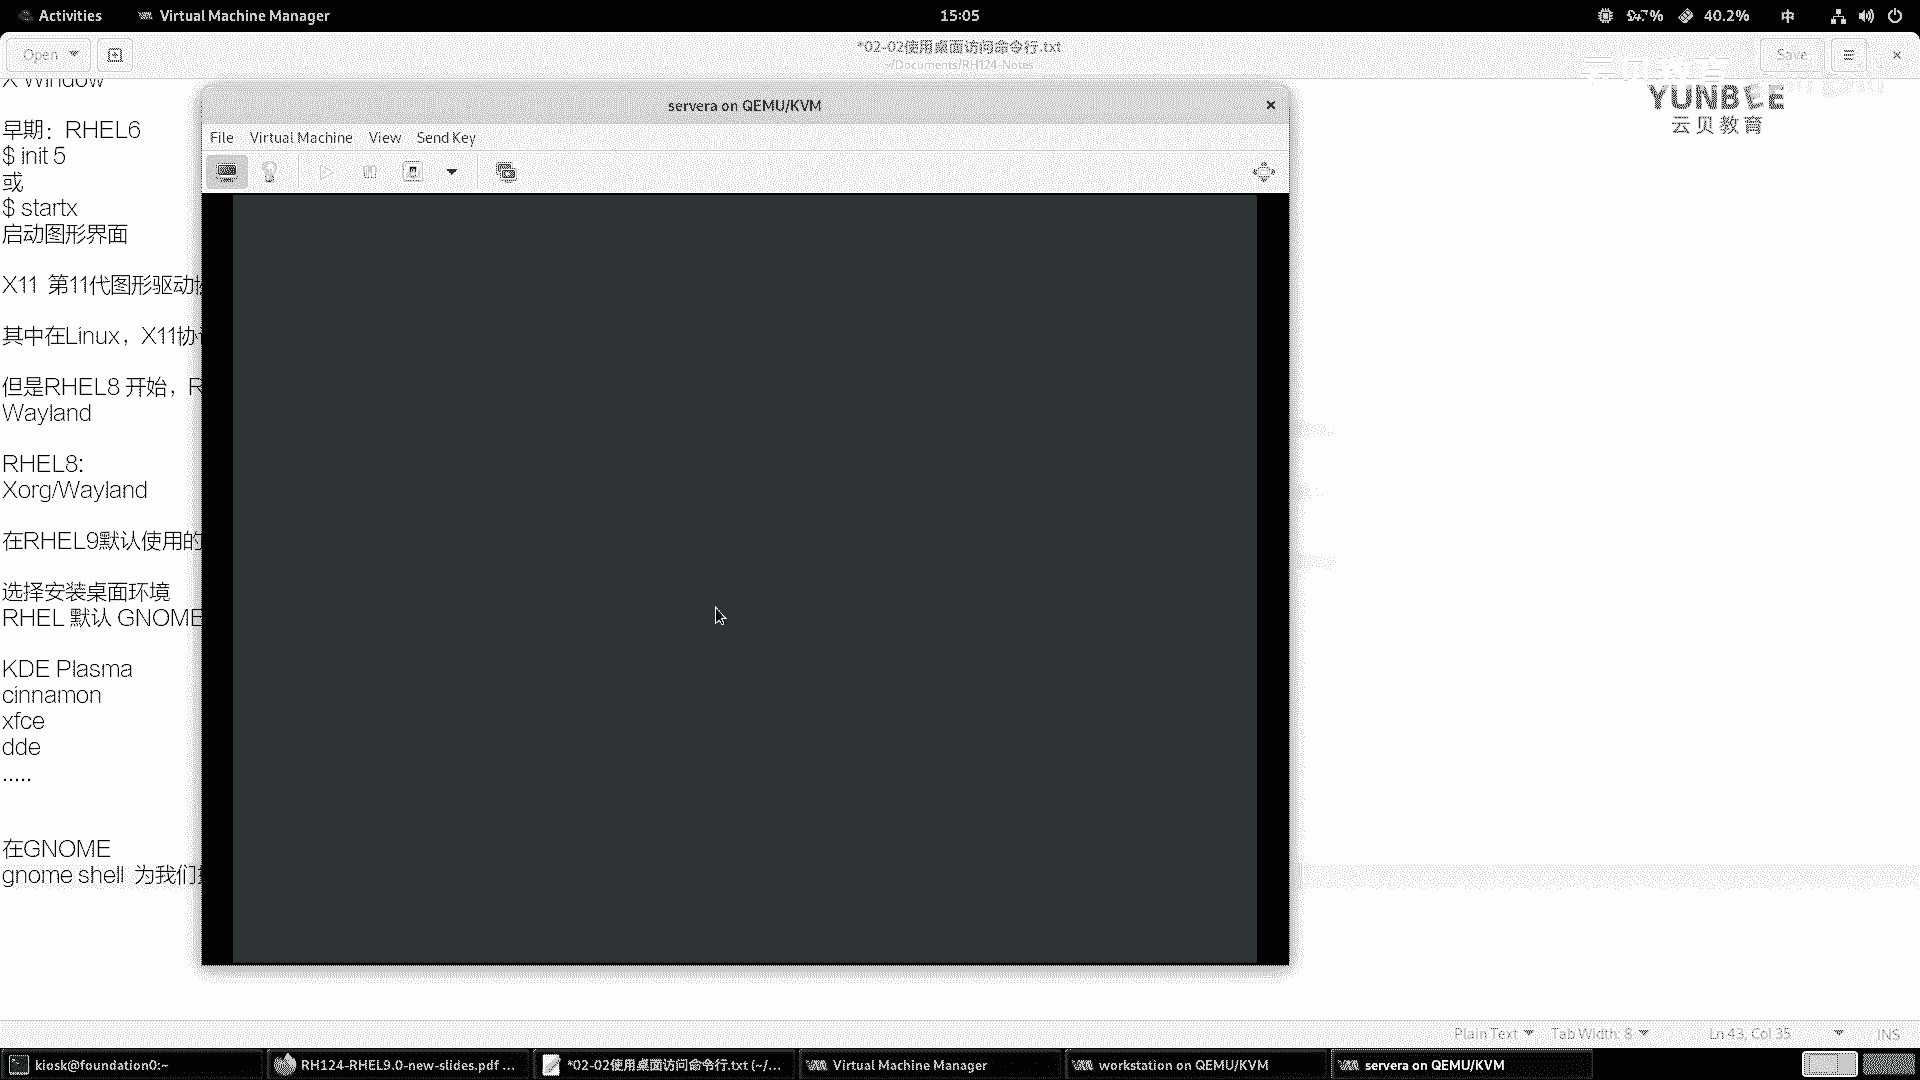 Activities
Virtual Machine Manager
15:05
40.2%
中
Open
*02-02使用桌面访问命令行.txt
~/Documents/RH124-Notes
Save
云贝教育
YUNBEE
云贝教育
X Window
早期：RHEL6
$ init 5
或
$ startx
启动图形界面
X11 第11代图形驱动
其中在Linux，X11协
但是RHEL8 开始，R
Wayland
RHEL8:
Xorg/Wayland
在RHEL9默认使用的
选择安装桌面环境
RHEL 默认 GNOME
KDE Plasma
cinnamon
xfce
dde
.....
在GNOME
gnome shell 为我们
servera on QEMU/KVM
File
Virtual Machine
View
Send Key
Plain Text
Tab Width: 8
Ln 43, Col 35
INS
kiosk@foundation0:~
RH124-RHEL9.0-new-slides.pdf ...
*02-02使用桌面访问命令行.txt (~/...
Virtual Machine Manager
workstation on QEMU/KVM
servera on QEMU/KVM